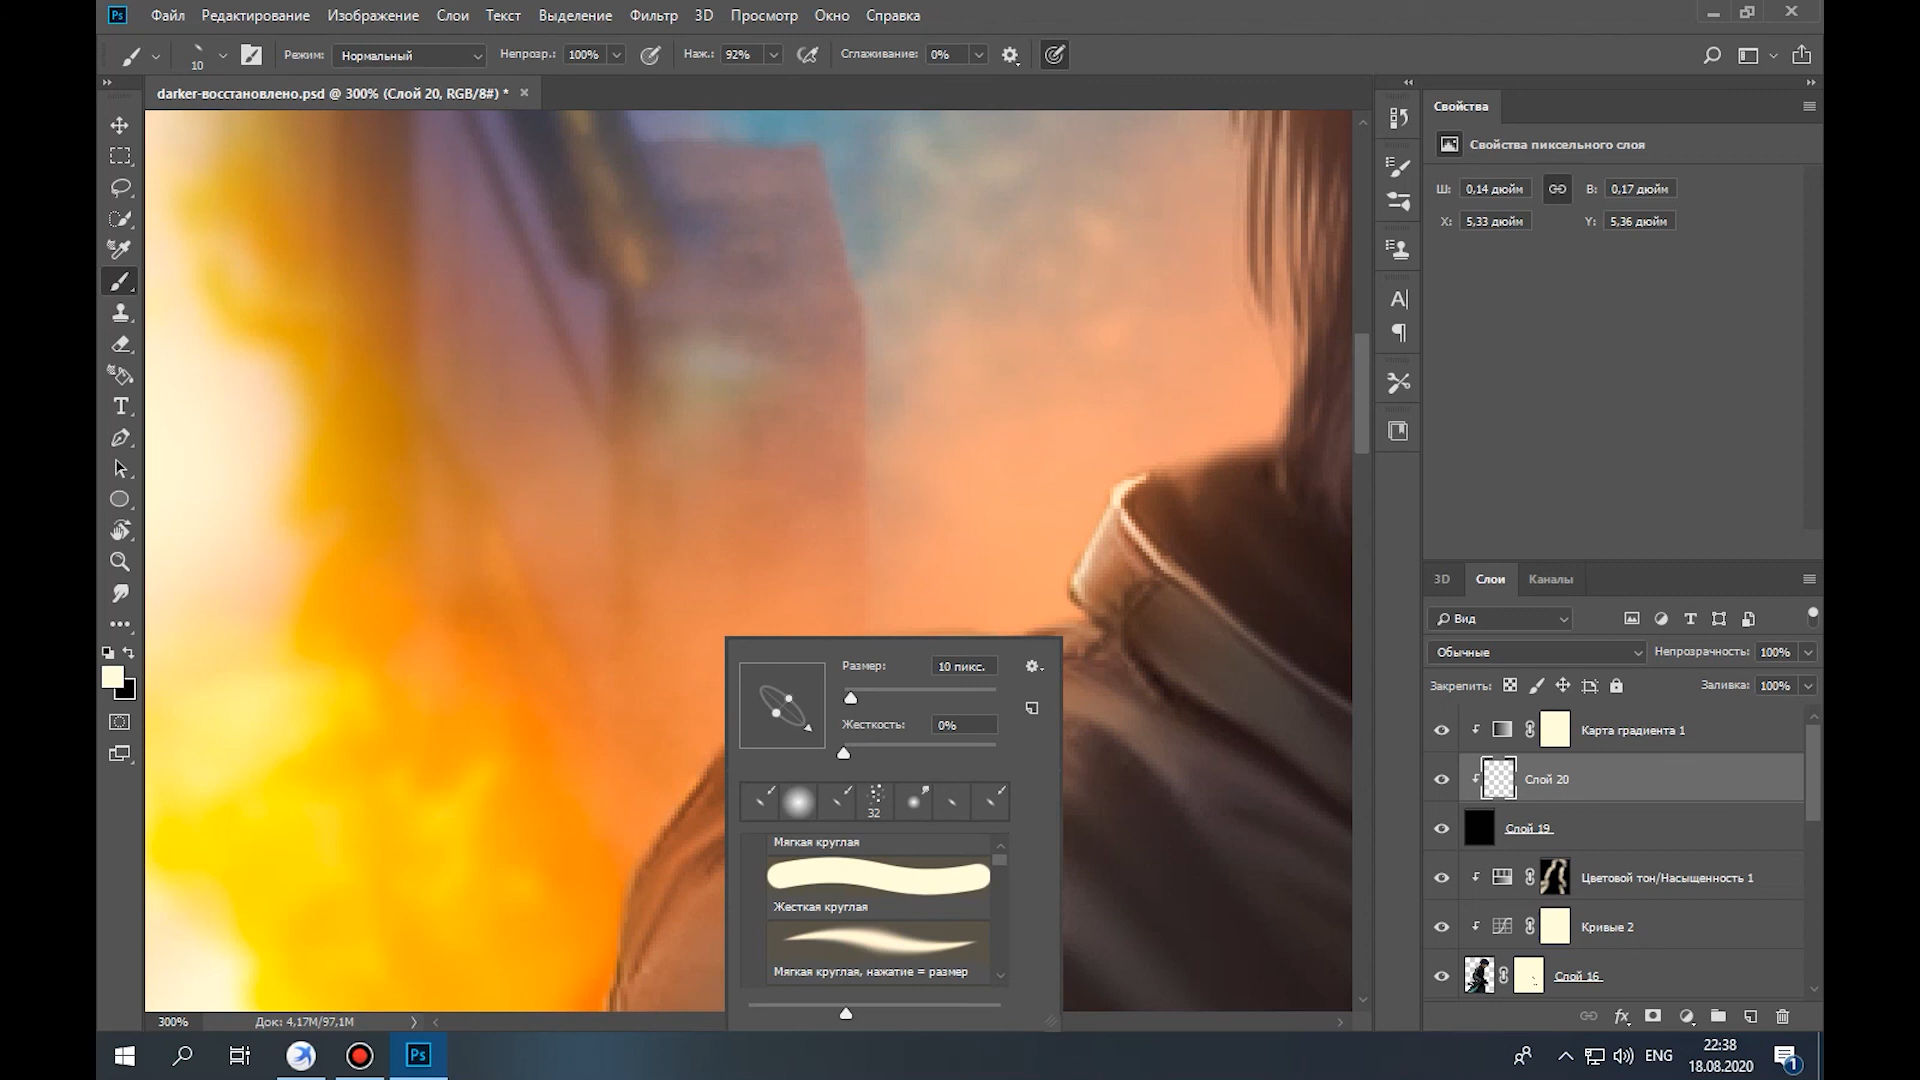 Ps Файл Редактирование Изображение Слои Текст Выделение Фильтр 3D Просмотр Окно Справка
10 Режим: Нормальный Непрозр.: 100% Наж.: 92% Сглаживание: 0%
darker-восстановлено.psd @ 300% (Слой 20, RGB/8#) * ×
Свойства
Свойства пиксельного слоя
Ш: 0,14 дюйм В: 0,17 дюйм
X: 5,33 дюйм Y: 5,36 дюйм
3D Слои Каналы
Вид
Обычные Непрозрачность: 100%
Закрепить: Заливка: 100%
Карта градиента 1
Слой 20
Слой 19
Цветовой тон/Насыщенность 1
Кривые 2
Слой 16
Размер: 10 пикс.
Жесткость: 0%
32
Мягкая круглая
Жесткая круглая
Мягкая круглая, нажатие = размер
300% Док: 4,17M/97,1M
Ps ENG 22:38
18.08.2020
1